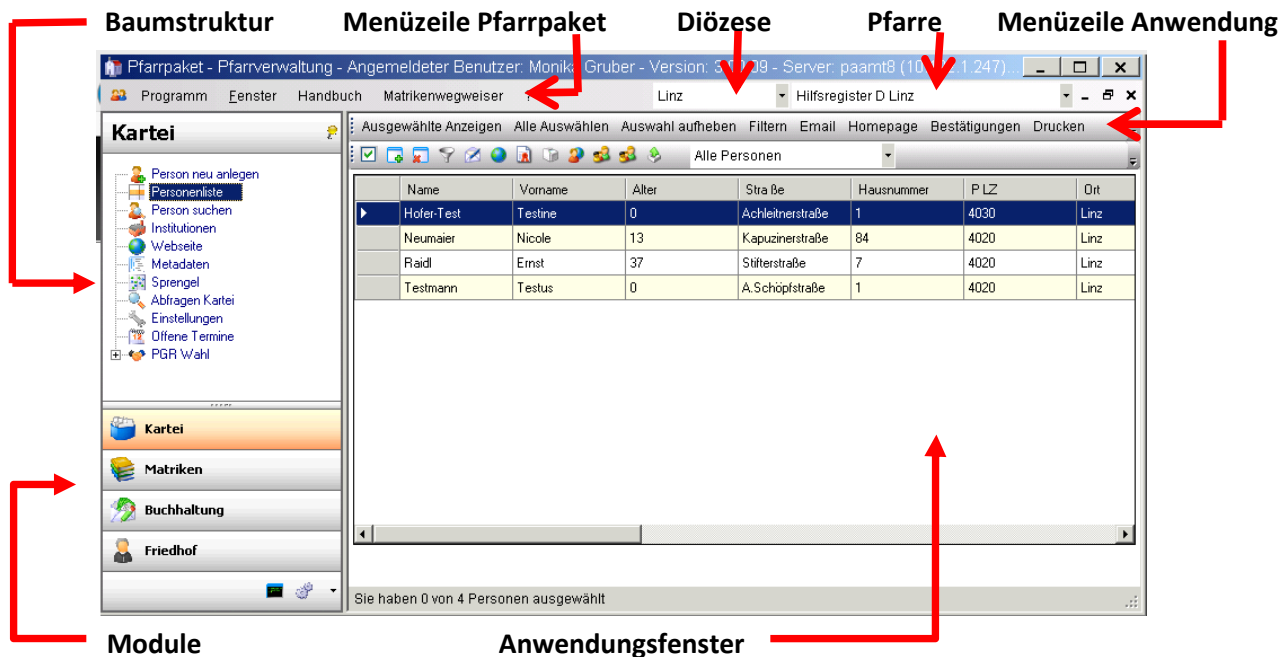 Baumstruktur Menüzeile Pfarrpaket Diözese Pfarre Menüzeile Anwendung
Pfarrpaket - Pfarrverwaltung - Angemeldeter Benutzer: Monika Gruber - Version: - Server: paamt8
Programm Fenster Handbuch Matrikenwegweiser ? Linz Hilfsregister D Linz
Kartei
Ausgewählte Anzeigen Alle Auswählen Auswahl aufheben Filtern Email Homepage Bestätigungen Drucken
Alle Personen
Person neu anlegen
Personenliste
Person suchen
Institutionen
Webseite
Metadaten
Sprengel
Abfragen Kartei
Einstellungen
Offene Termine
PGR Wahl
Name Vorname Alter Straße Hausnummer PLZ Ort
Hofer-Test Testine 0 Achleitnerstraße 1 4030 Linz
Neumaier Nicole 13 Kapuzinerstraße 84 4020 Linz
Raidl Ernst 37 Stifterstraße 7 4020 Linz
Testmann Testus 0 A.Schöpfstraße 1 4020 Linz
Kartei
Matriken
Buchhaltung
Friedhof
Sie haben 0 von 4 Personen ausgewählt
Module Anwendungsfenster